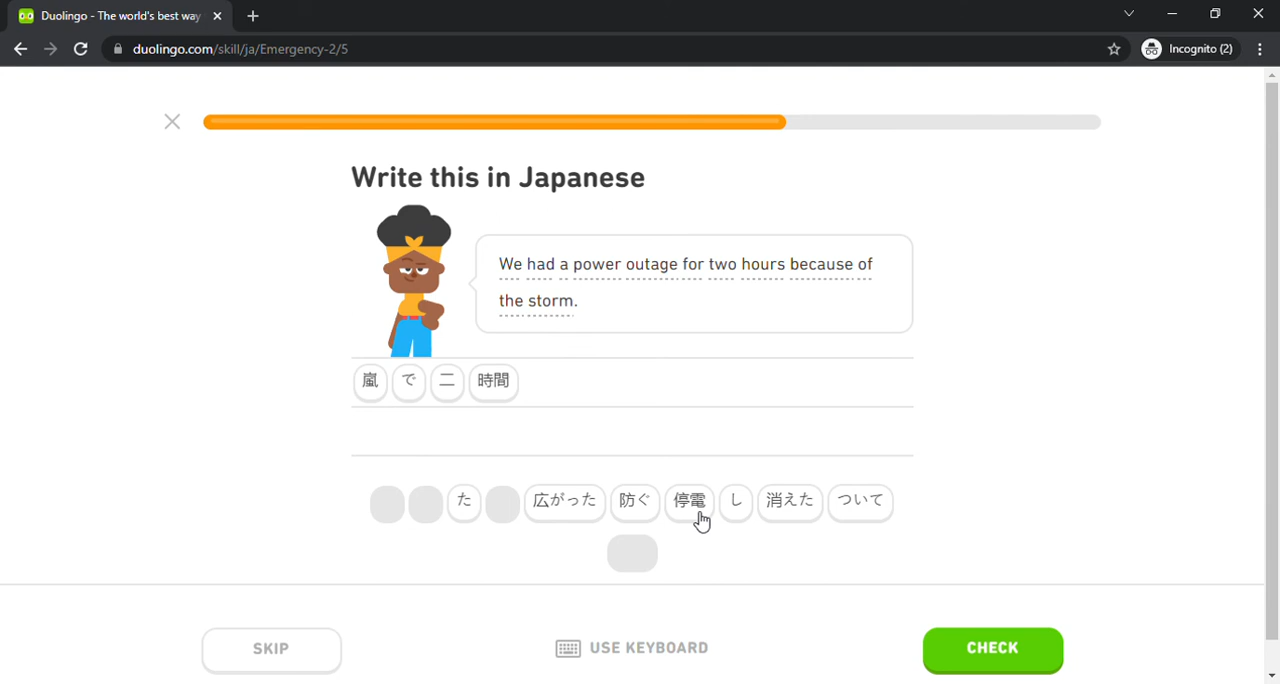 Duolingo - The world's best way
duolingo.com/skill/ja/Emergency-2/5
Incognito (2)
Write this in Japanese
We had a power outage for two hours because of
the storm.
嵐 で 二 時間
た 広がった 防ぐ 停電 し 消えた ついて
SKIP
USE KEYBOARD
CHECK